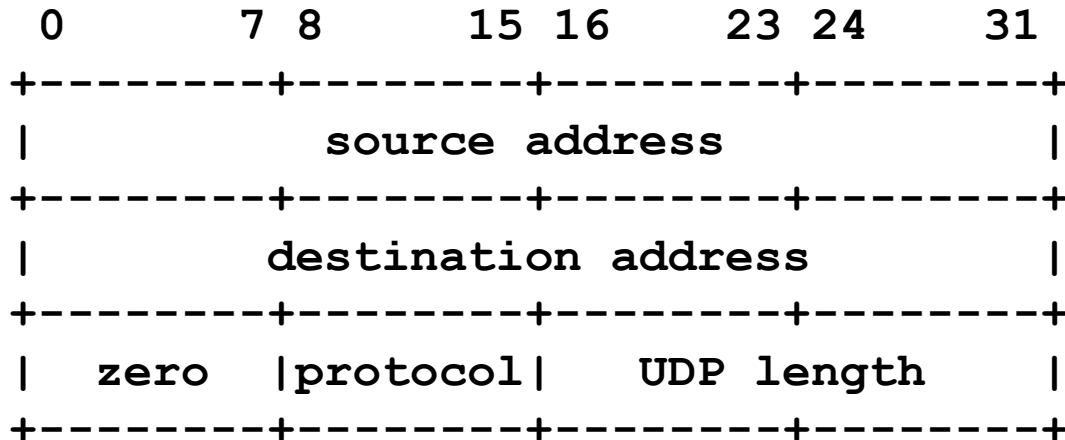 0      7 8     15 16    23 24    31
+--------+--------+--------+--------+
|          source address           |
+--------+--------+--------+--------+
|        destination address        |
+--------+--------+--------+--------+
|  zero  |protocol|   UDP length    |
+--------+--------+--------+--------+